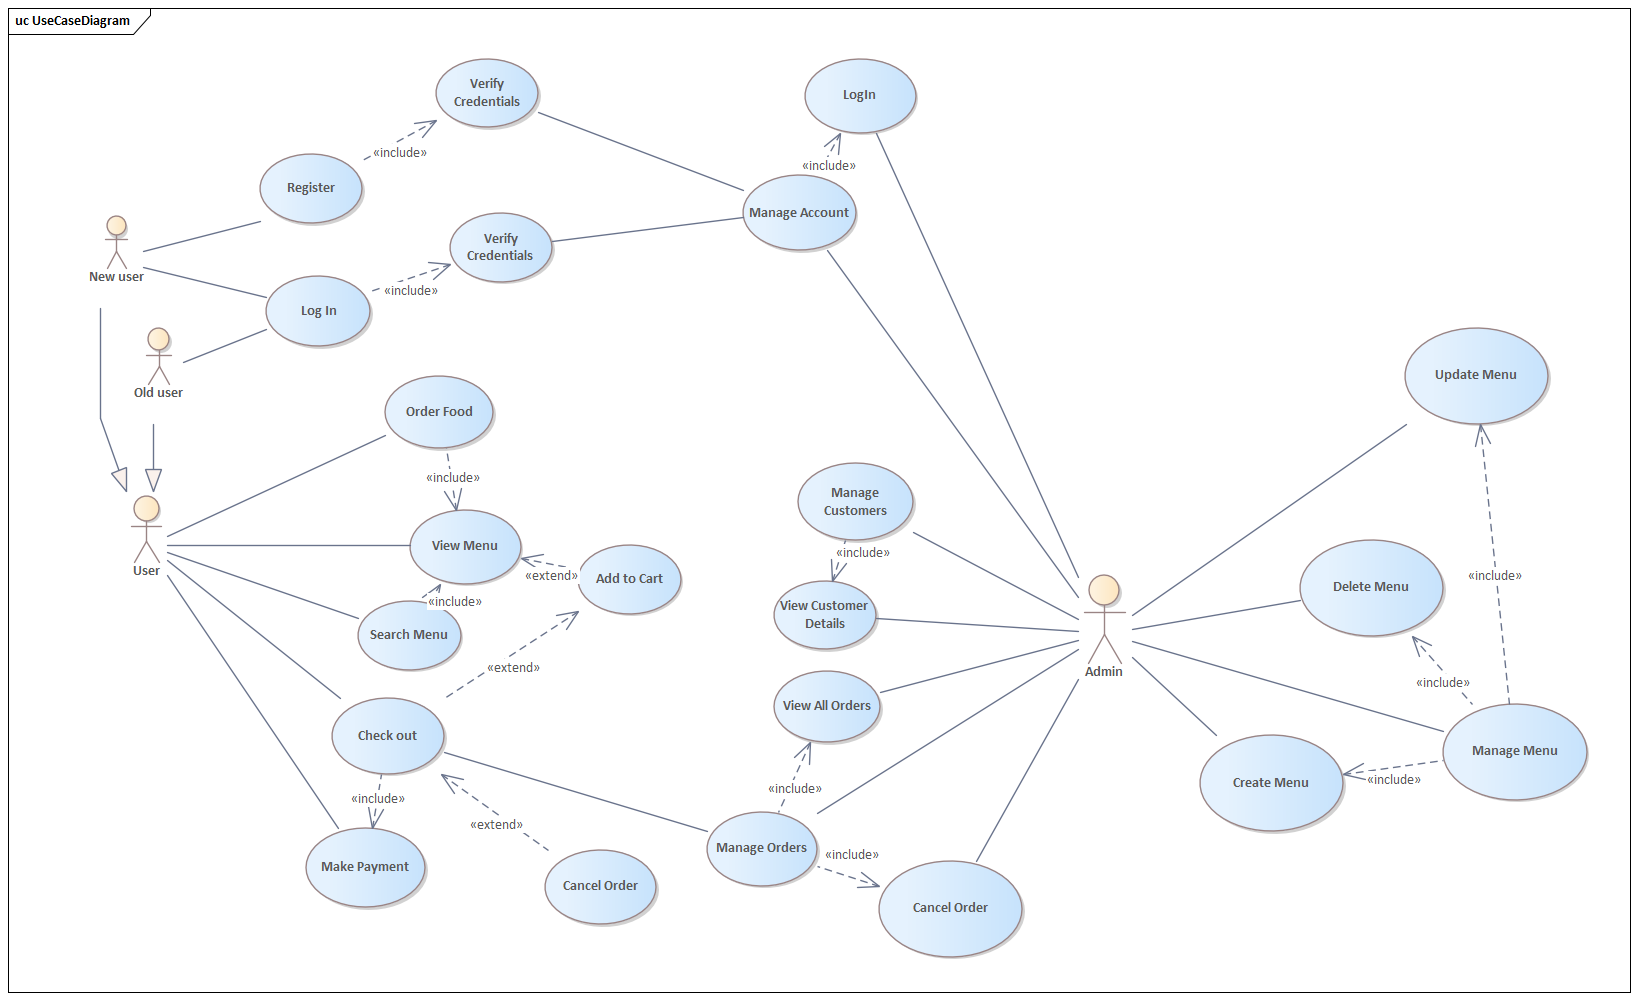 uc UseCaseDiagram
Verify
Credentials
LogIn
«include»
«include»
Register
Manage Account
Verify
Credentials
New user
«include»
Log In
Old user
Update Menu
Order Food
«include»
Manage
Customers
View Menu
«include»
User
«extend»
Add to Cart
«include»
Delete Menu
«include»
View Customer
Details
Search Menu
«extend»
Admin
«include»
View All Orders
Check out
Manage Menu
«include»
Create Menu
«include»
«include»
«extend»
Manage Orders
«include»
Make Payment
Cancel Order
Cancel Order